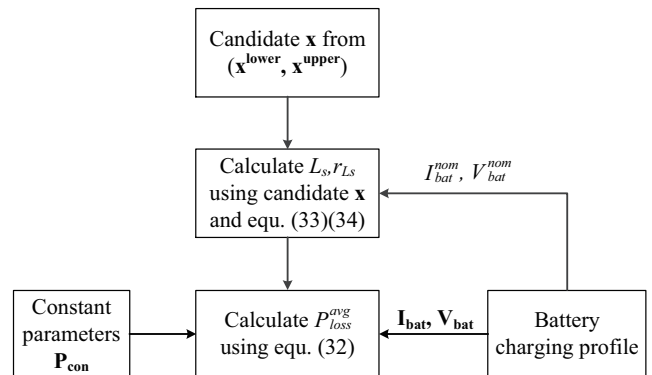 Candidate x from
(x^lower, x^upper)
Calculate L_s,r_Ls
using candidate x
and equ. (33)(34)
I_bat^nom, V_bat^nom
Constant
parameters
P_con
Calculate P_loss^avg
using equ. (32)
I_bat, V_bat
Battery
charging profile